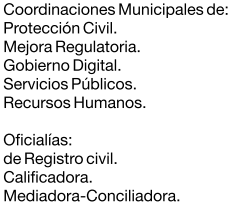 Coordinaciones Municipales de:
Protección Civil.
Mejora Regulatoria.
Gobierno Digital.
Servicios Públicos.
Recursos Humanos.

Oficialías:
de Registro civil.
Calificadora.
Mediadora-Conciliadora.